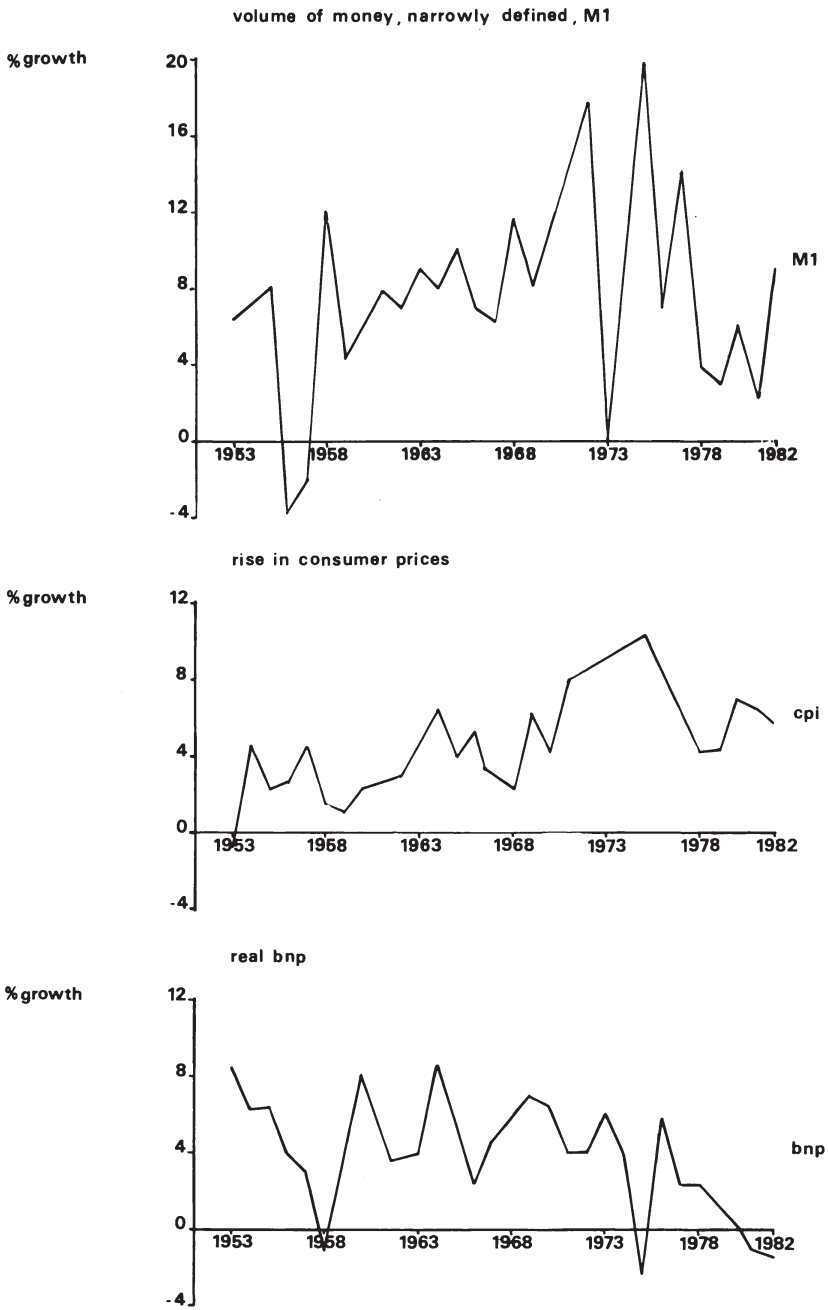 volume of money, narrowly defined, M1
% growth
20
16
12
8
4
0
-4
1953 1958 1963 1968 1973 1978 1982
M1
rise in consumer prices
% growth
12
8
4
0
-4
1953 1958 1963 1968 1973 1978 1982
cpi
real bnp
% growth
12
8
4
0
-4
1953 1958 1963 1968 1973 1978 1982
bnp